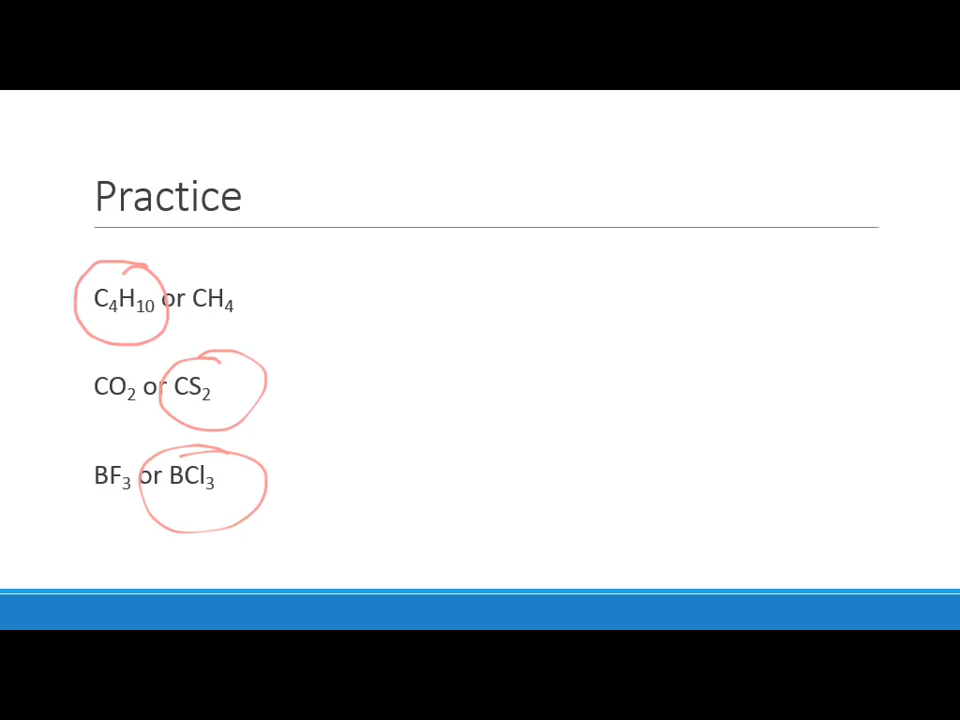 Practice
C₄H₁₀ or CH₄
CO₂ or CS₂
BF₃ or BCl₃